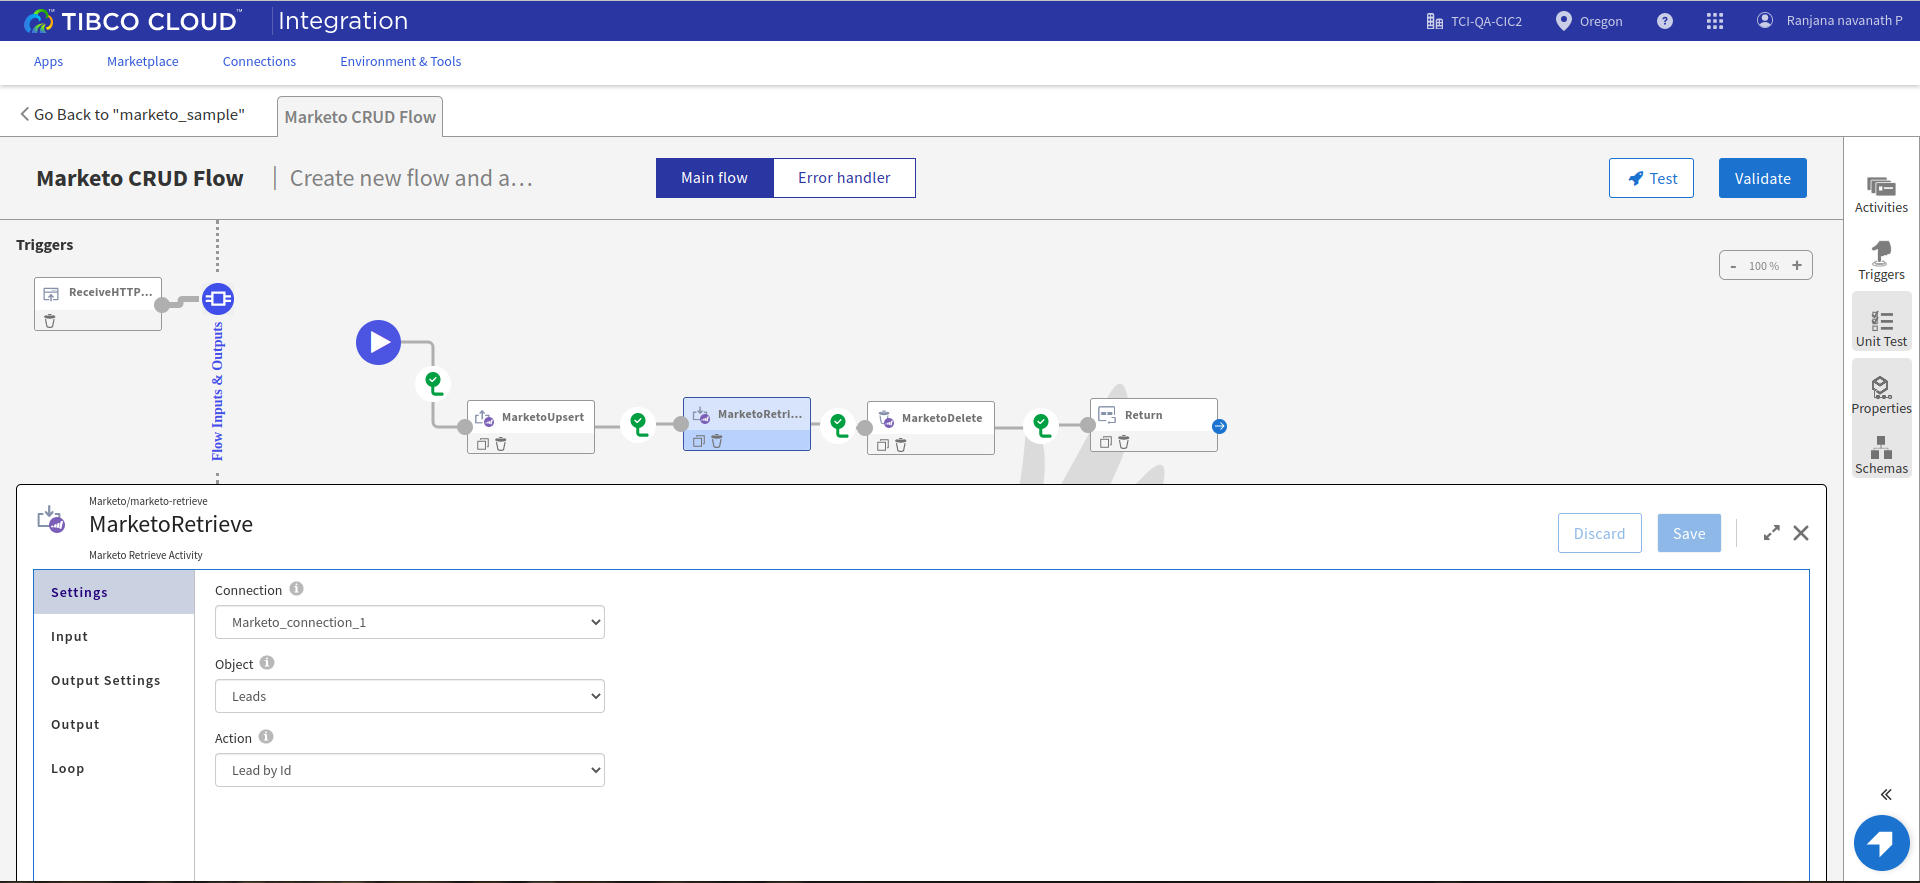 TIBCO CLOUD™ Integration
TCI-QA-CIC2
Oregon
?
Ranjana navanath P
Apps
Marketplace
Connections
Environment & Tools
Go Back to "marketo_sample"
Marketo CRUD Flow
Marketo CRUD Flow
Create new flow and a...
Main flow
Error handler
Test
Validate
Triggers
ReceiveHTTP...
Flow Inputs & Outputs
- 100 % +
MarketoUpsert
MarketoRetri...
MarketoDelete
Return
Activities
Triggers
Unit Test
Properties
Schemas
Marketo/marketo-retrieve
MarketoRetrieve
Marketo Retrieve Activity
Discard
Save
Settings
Input
Output Settings
Output
Loop
Connection
Marketo_connection_1
Object
Leads
Action
Lead by Id